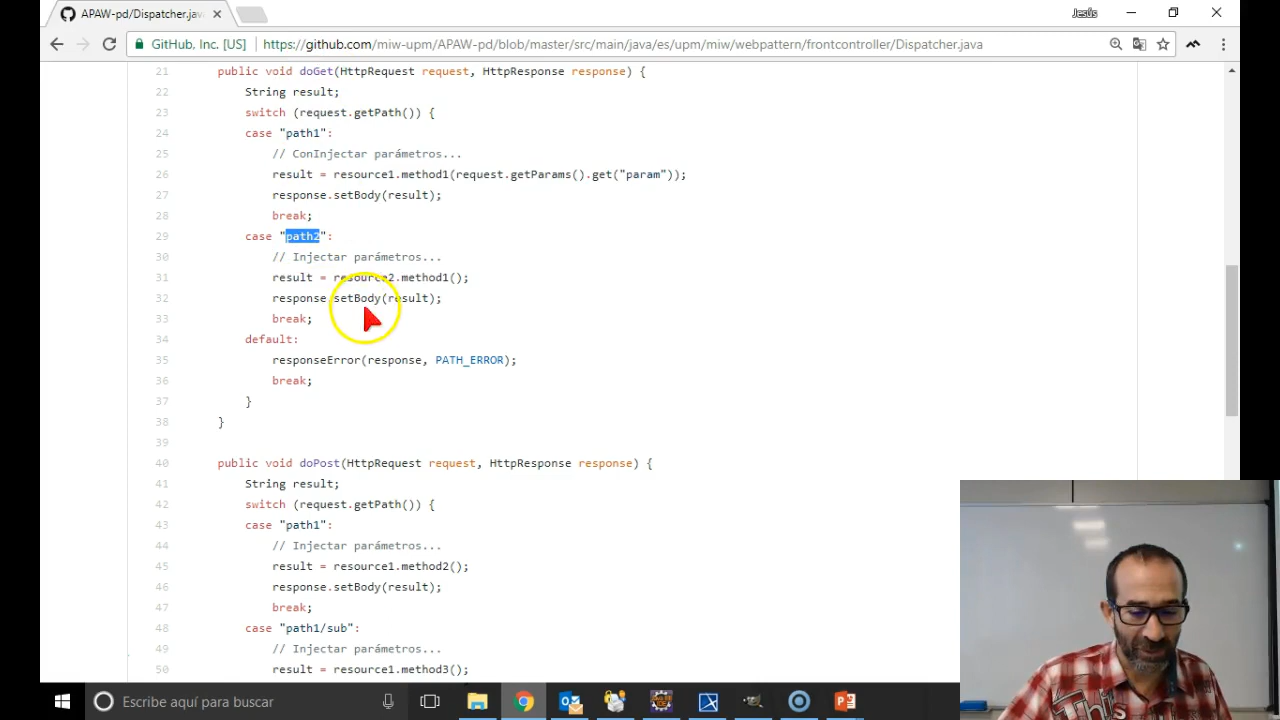 APAW-pd/Dispatcher.jav
Jesús
GitHub, Inc. [US]
https://github.com/miw-upm/APAW-pd/blob/master/src/main/java/es/upm/miw/webpattern/frontcontroller/Dispatcher.java
21 public void doGet(HttpRequest request, HttpResponse response) {
22 String result;
23 switch (request.getPath()) {
24 case "path1":
25 // ConInjectar parámetros...
26 result = resource1.method1(request.getParams().get("param"));
27 response.setBody(result);
28 break;
29 case "path2":
30 // Injectar parámetros...
31 result = resource2.method1();
32 response.setBody(result);
33 break;
34 default:
35 responseError(response, PATH_ERROR);
36 break;
37 }
38 }
39
40 public void doPost(HttpRequest request, HttpResponse response) {
41 String result;
42 switch (request.getPath()) {
43 case "path1":
44 // Injectar parámetros...
45 result = resource1.method2();
46 response.setBody(result);
47 break;
48 case "path1/sub":
49 // Injectar parámetros...
50 result = resource1.method3();
Escribe aquí para buscar
This